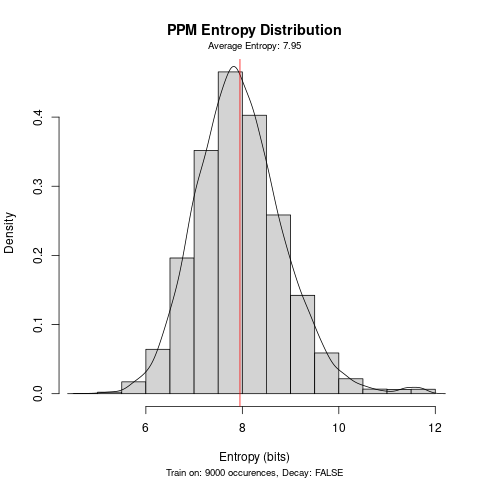 PPM Entropy Distribution
Average Entropy: 7.95
Density
0.4
0.3
0.2
0.1
0.0
6 8 10 12
Entropy (bits)
Train on: 9000 occurences, Decay: FALSE